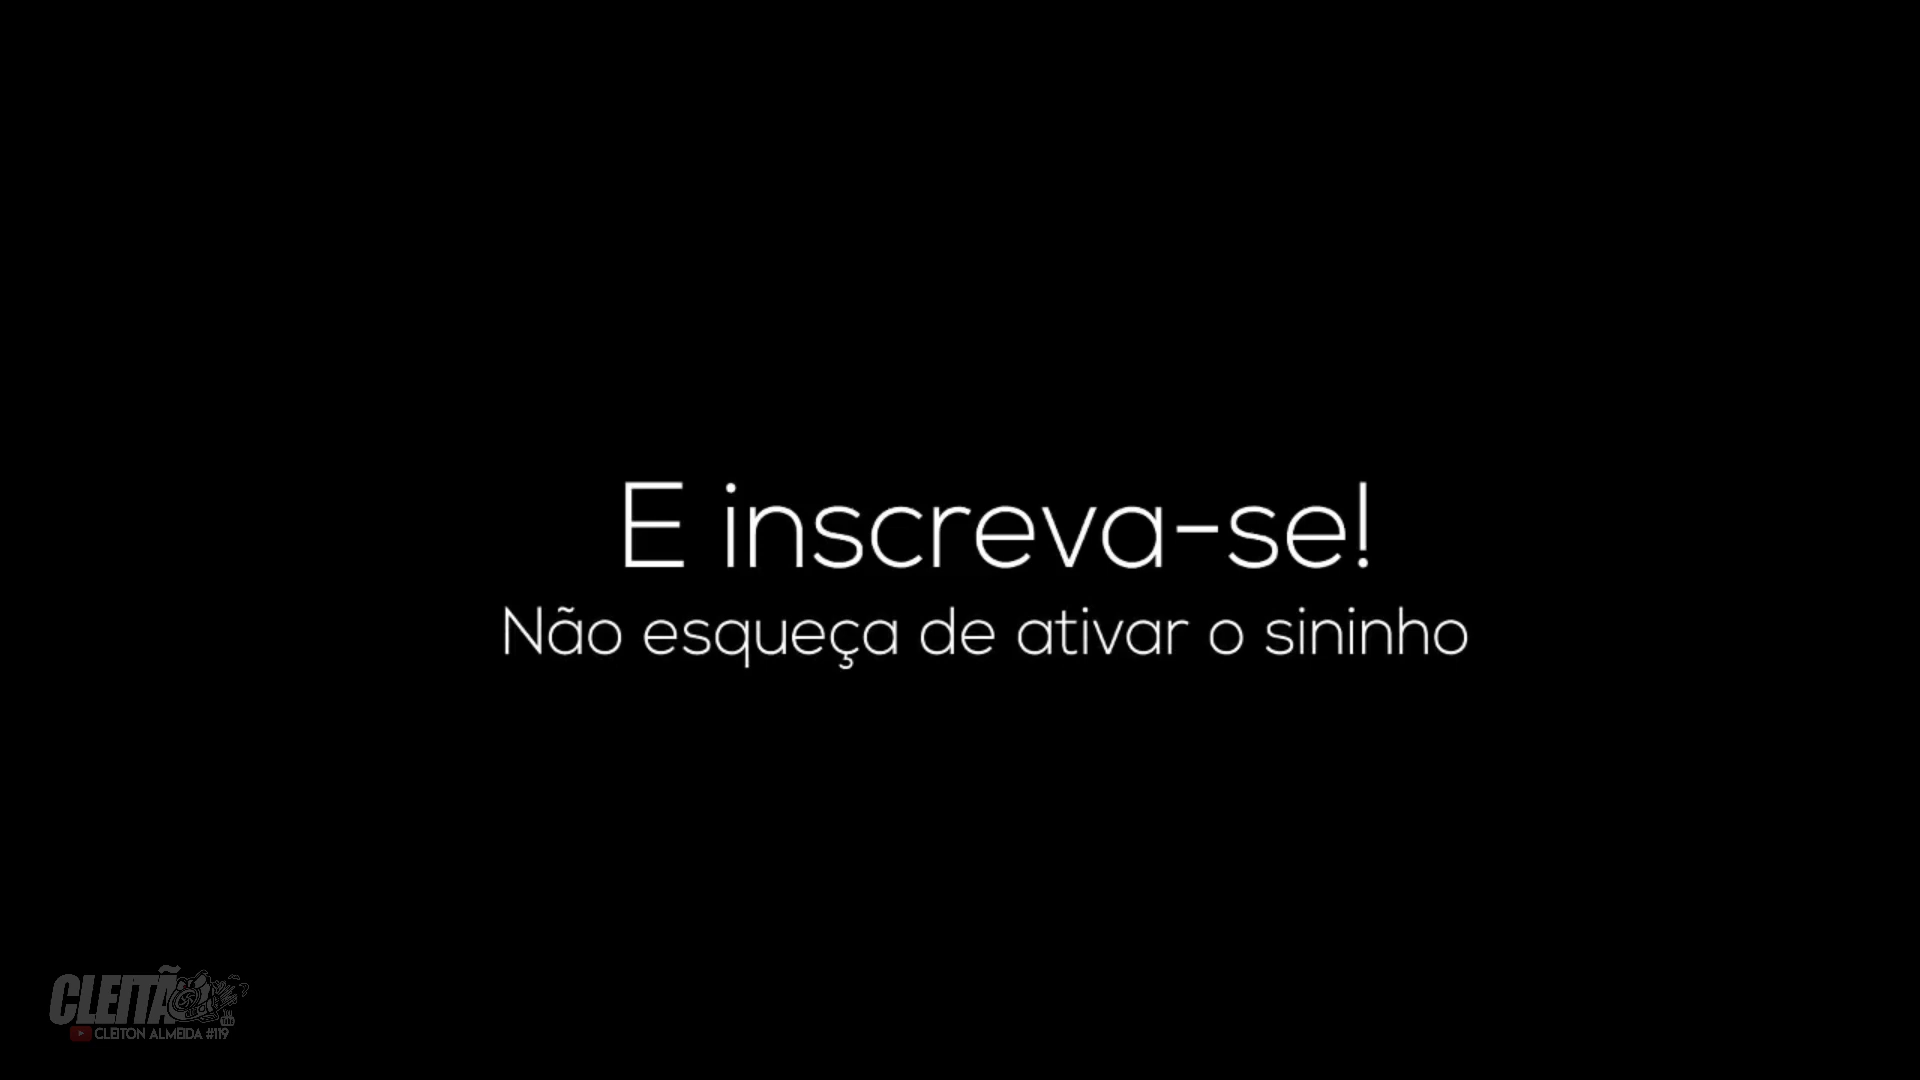 E inscreva-se!
Não esqueça de ativar o sininho
CLEITÃO
CLEITON ALMEIDA #119